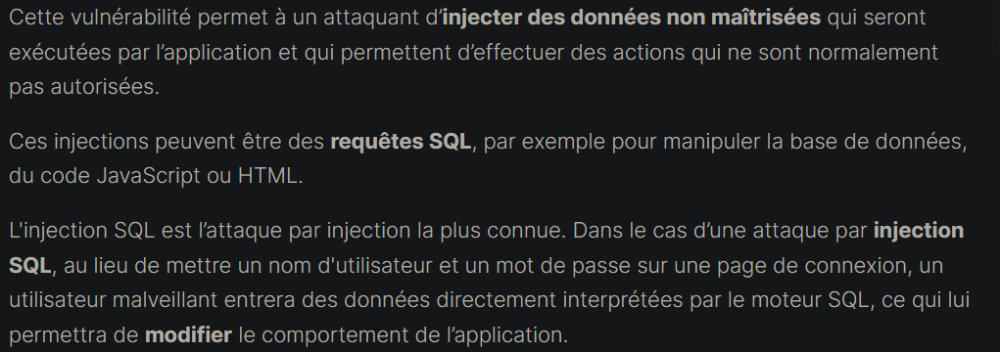 Cette vulnérabilité permet à un attaquant d’injecter des données non maîtrisées qui seront
exécutées par l’application et qui permettent d’effectuer des actions qui ne sont normalement
pas autorisées.
Ces injections peuvent être des requêtes SQL, par exemple pour manipuler la base de données,
du code JavaScript ou HTML.
L'injection SQL est l’attaque par injection la plus connue. Dans le cas d’une attaque par injection
SQL, au lieu de mettre un nom d'utilisateur et un mot de passe sur une page de connexion, un
utilisateur malveillant entrera des données directement interprétées par le moteur SQL, ce qui lui
permettra de modifier le comportement de l’application.